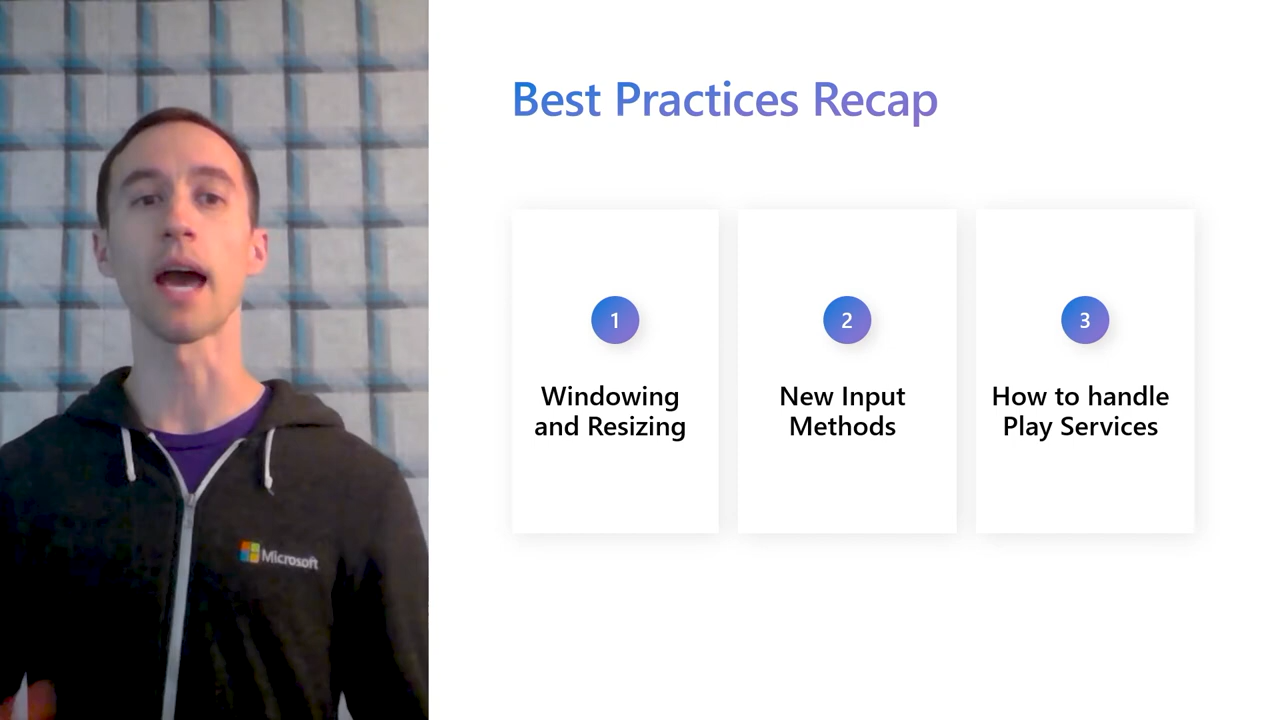 Best Practices Recap
1
Windowing
and Resizing
2
New Input
Methods
3
How to handle
Play Services
Microsoft